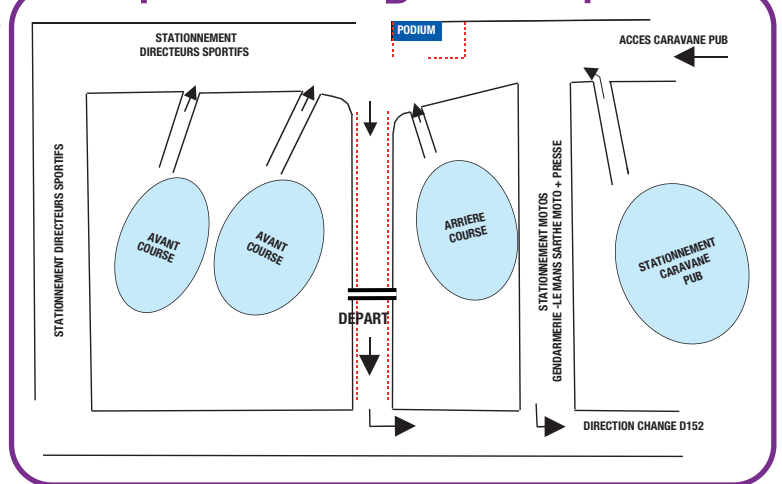 STATIONNEMENT
DIRECTEURS SPORTIFS
PODIUM
ACCES CARAVANE PUB
STATIONNEMENT DIRECTEURS SPORTIFS
AVANT
COURSE
AVANT
COURSE
ARRIERE
COURSE
STATIONNEMENT MOTOS
GENDARMERIE -LE MANS SARTHE MOTO + PRESSE
STATIONNEMENT
CARAVANE
PUB
DEPART
DIRECTION CHANGE D152